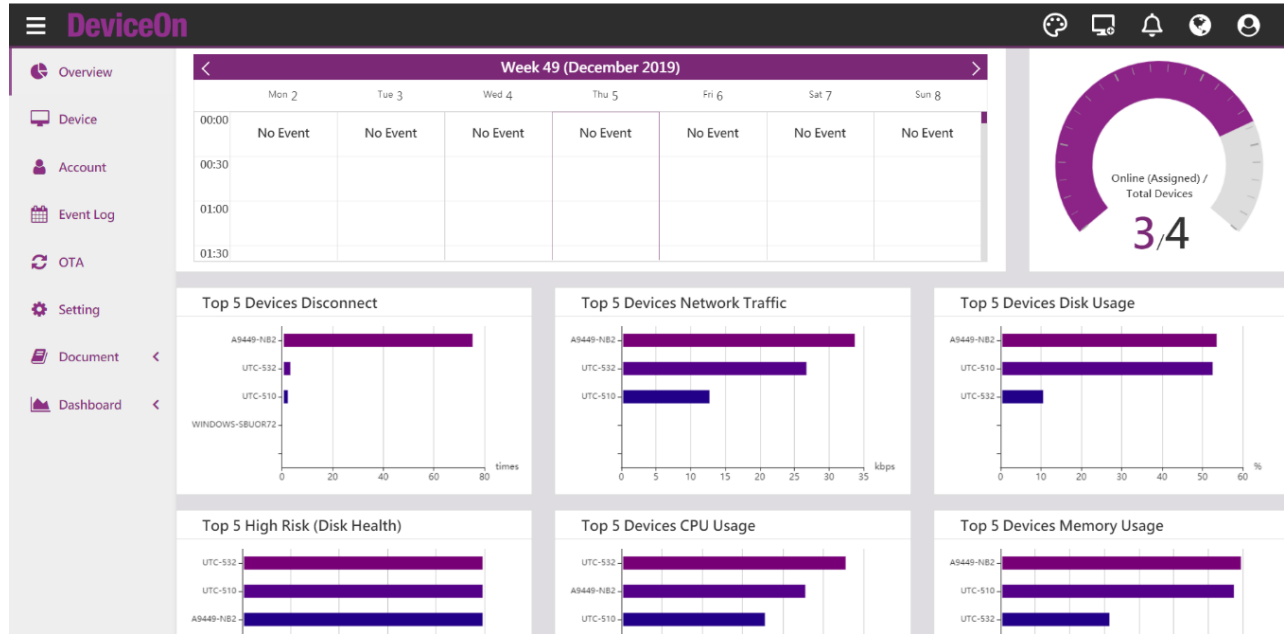 DeviceOn
Overview
Device
Account
Event Log
OTA
Setting
Document
Dashboard
Week 49 (December 2019)
Mon 2 Tue 3 Wed 4 Thu 5 Fri 6 Sat 7 Sun 8
00:00 No Event No Event No Event No Event No Event No Event No Event
00:30
01:00
01:30
Online (Assigned) /
Total Devices
3/4
Top 5 Devices Disconnect
A9449-NB2
UTC-532
UTC-510
WINDOWS-SBUOR72
times
0 20 40 60 80
Top 5 Devices Network Traffic
A9449-NB2
UTC-532
UTC-510
kbps
0 5 10 15 20 25 30 35
Top 5 Devices Disk Usage
A9449-NB2
UTC-510
UTC-532
%
0 10 20 30 40 50 60
Top 5 High Risk (Disk Health)
UTC-532
UTC-510
A9449-NB2
Top 5 Devices CPU Usage
UTC-532
A9449-NB2
UTC-510
Top 5 Devices Memory Usage
A9449-NB2
UTC-510
UTC-532